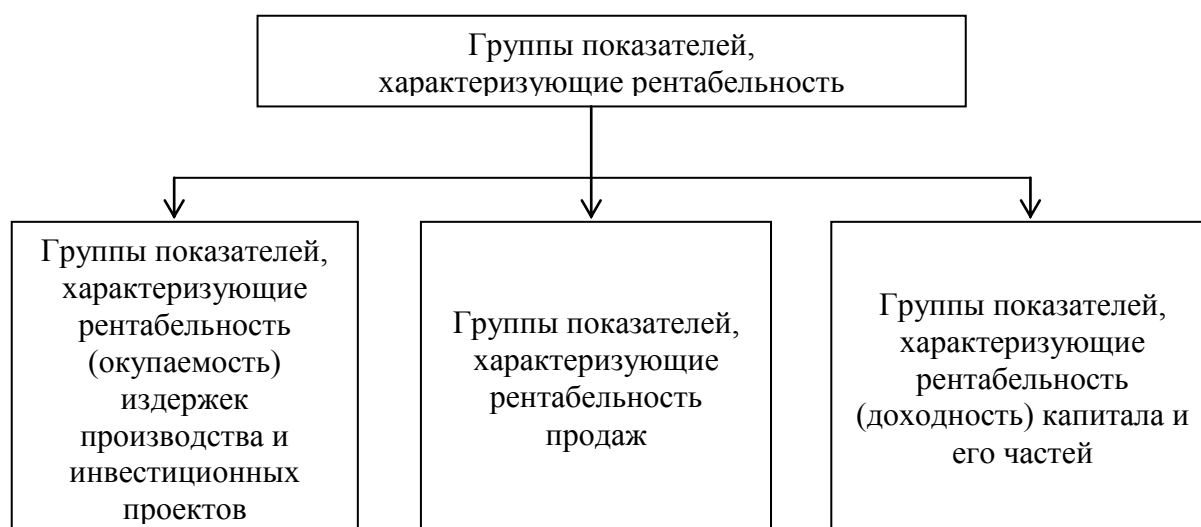 Группы показателей,
характеризующие рентабельность
Группы показателей,
характеризующие
рентабельность
(окупаемость)
издержек
производства и
инвестиционных
проектов
Группы показателей,
характеризующие
рентабельность
продаж
Группы показателей,
характеризующие
рентабельность
(доходность) капитала и
его частей